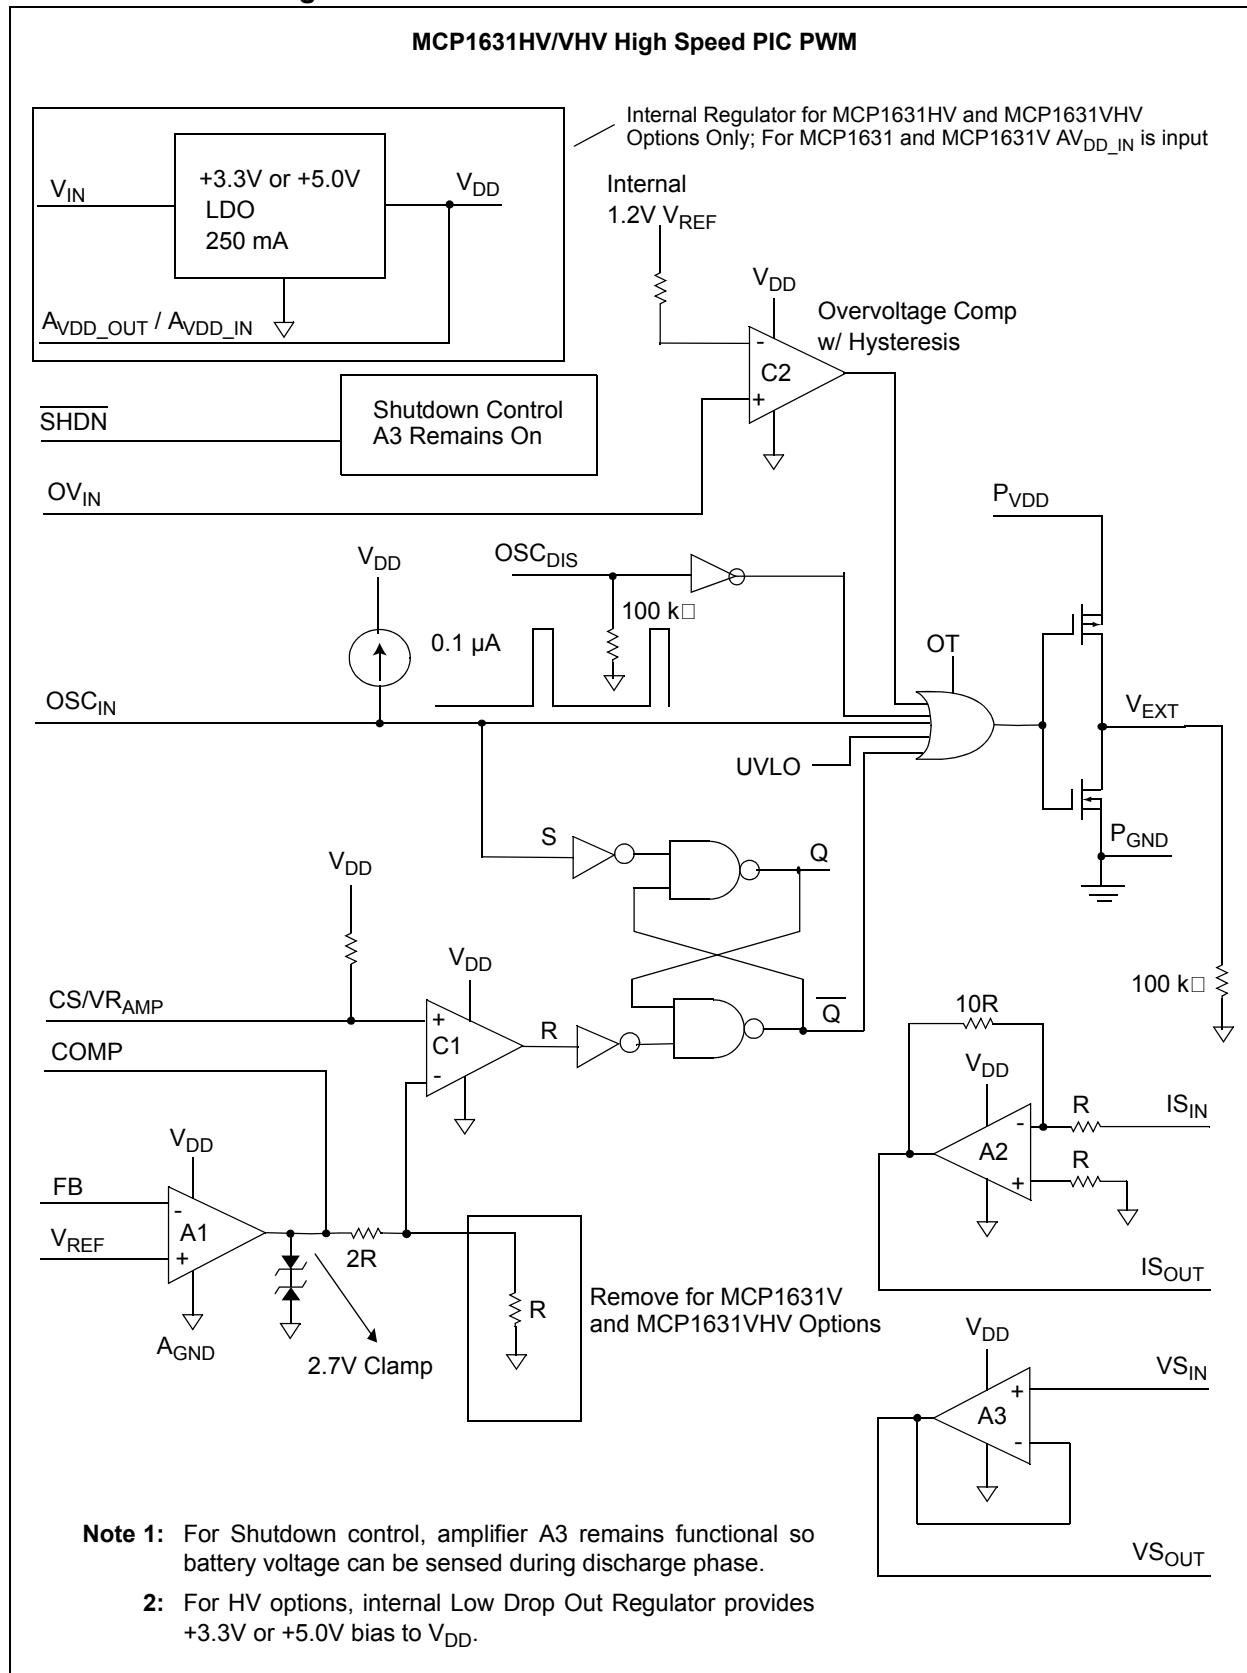 MCP1631HV/VHV High Speed PIC PWM
Internal Regulator for MCP1631HV and MCP1631VHV
Options Only; For MCP1631 and MCP1631V AVDD_IN is input
VIN
+3.3V or +5.0V
LDO
250 mA
VDD
AVDD_OUT / AVDD_IN
Internal
1.2V VREF
VDD
Overvoltage Comp
w/ Hysteresis
-
C2
+
SHDN
Shutdown Control
A3 Remains On
OVIN
PVDD
VDD
OSCDIS
100 k□
0.1 µA
OT
OSCIN
VEXT
UVLO
PGND
S
Q
VDD
VDD
100 k□
CS/VRAMP
+
C1
-
R
Q
COMP
10R
VDD
-
R
ISIN
A2
+
R
VDD
FB
-
A1
VREF
+
2R
ISOUT
R
Remove for MCP1631V
and MCP1631VHV Options
AGND
2.7V Clamp
VDD
VSIN
+
A3
-
VSOUT
Note 1: For Shutdown control, amplifier A3 remains functional so
battery voltage can be sensed during discharge phase.
2: For HV options, internal Low Drop Out Regulator provides
+3.3V or +5.0V bias to VDD.